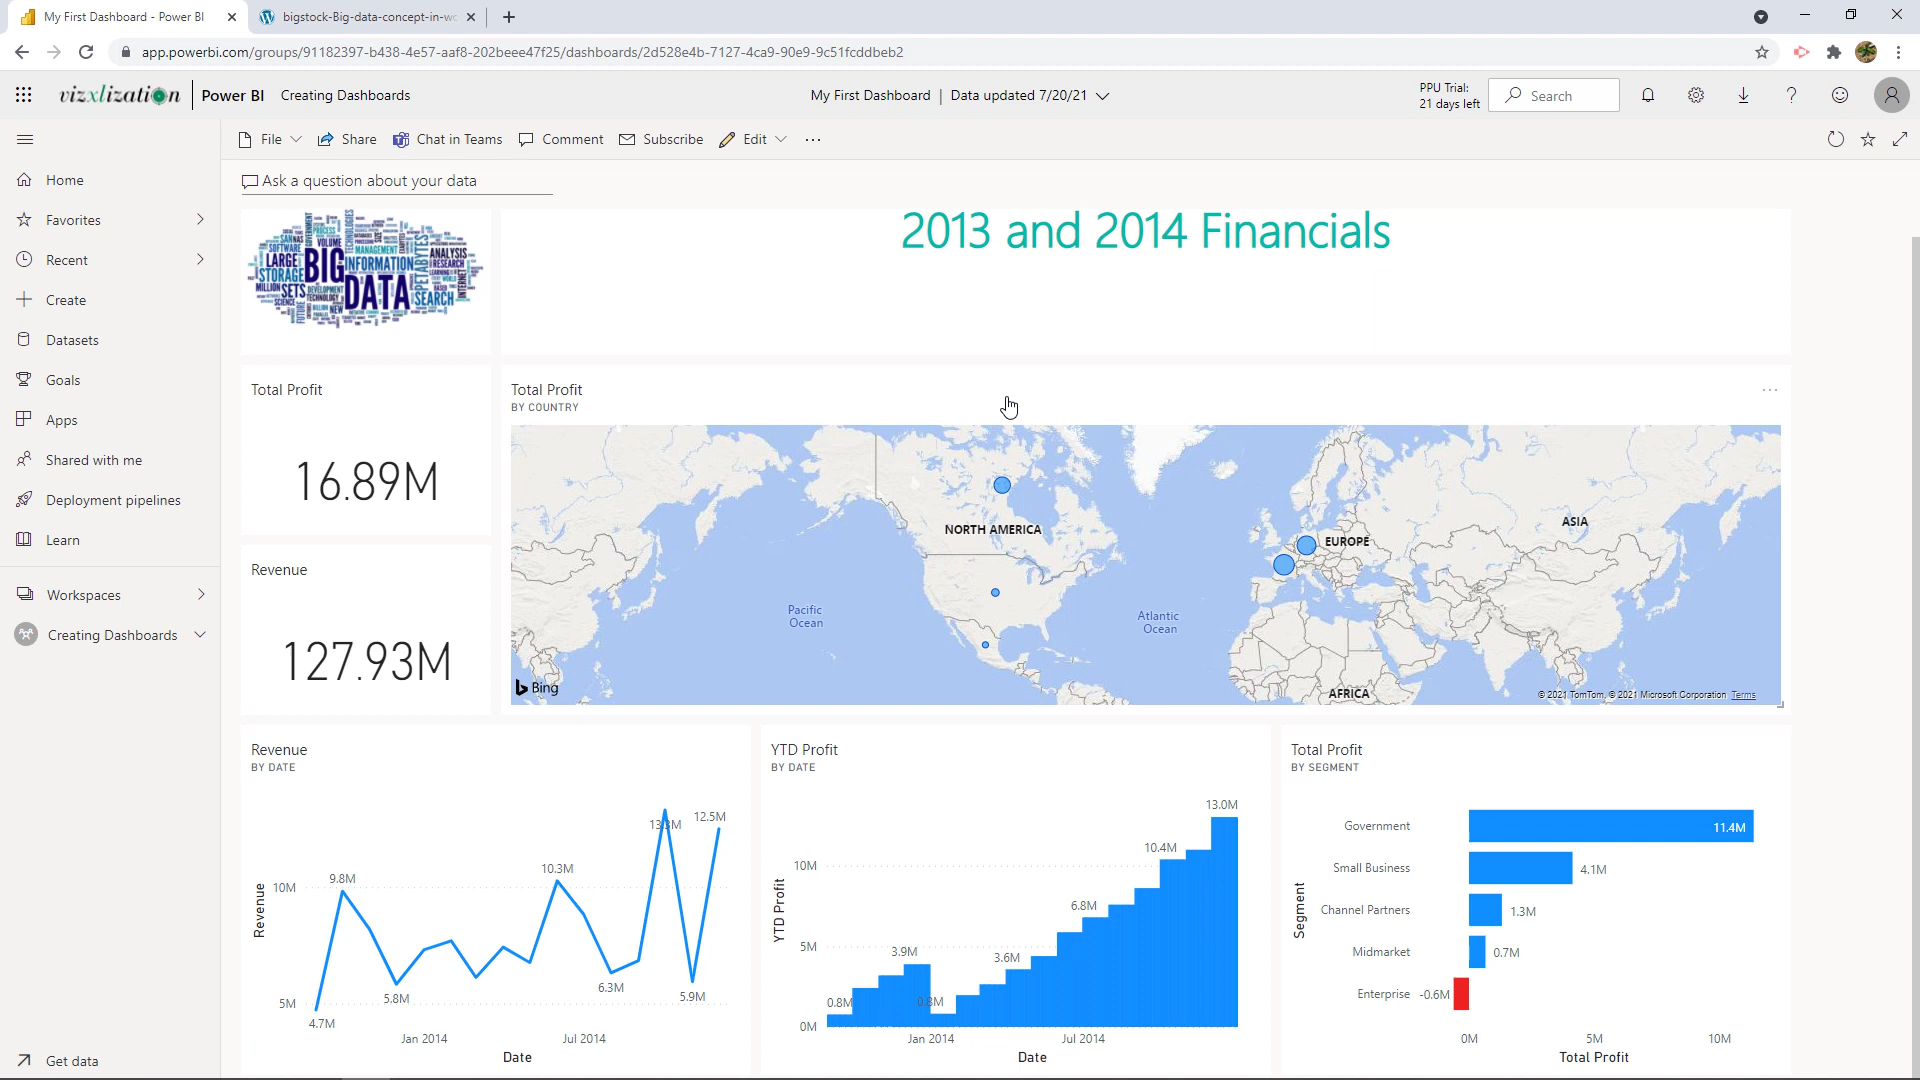 My First Dashboard - Power BI
bigstock-Big-data-concept-in-wo
app.powerbi.com/groups/91182397-b438-4e57-aaf8-202beee47f25/dashboards/2d528e4b-7127-4ca9-90e9-9c51fcddbeb2
vizxlization
Power BI
Creating Dashboards
My First Dashboard | Data updated 7/20/21
PPU Trial:
21 days left
Search
File
Share
Chat in Teams
Comment
Subscribe
Edit
Home
Favorites
Recent
Create
Datasets
Goals
Apps
Shared with me
Deployment pipelines
Learn
Workspaces
Creating Dashboards
Get data
Ask a question about your data
SOFTWARE
LARGE
STORAGE
MILLION SETS
VOLUME
BIG
DATA
MANAGEMENT
INFORMATION
PETABYTES
ANALYSIS
RESEARCH
SEARCH
INTERNET
2013 and 2014 Financials
Total Profit
16.89M
Total Profit
BY COUNTRY
NORTH AMERICA
EUROPE
ASIA
Pacific
Ocean
Atlantic
Ocean
AFRICA
Bing
© 2021 TomTom, © 2021 Microsoft Corporation Terms
Revenue
127.93M
Revenue
BY DATE
Revenue
10M
5M
4.7M
9.8M
5.8M
10.3M
6.3M
13.3M
5.9M
12.5M
Jan 2014
Jul 2014
Date
YTD Profit
BY DATE
YTD Profit
10M
5M
0M
0.8M
3.9M
0.8M
3.6M
6.8M
10.4M
13.0M
Jan 2014
Jul 2014
Date
Total Profit
BY SEGMENT
Segment
Government 11.4M
Small Business 4.1M
Channel Partners 1.3M
Midmarket 0.7M
Enterprise -0.6M
0M 5M 10M
Total Profit